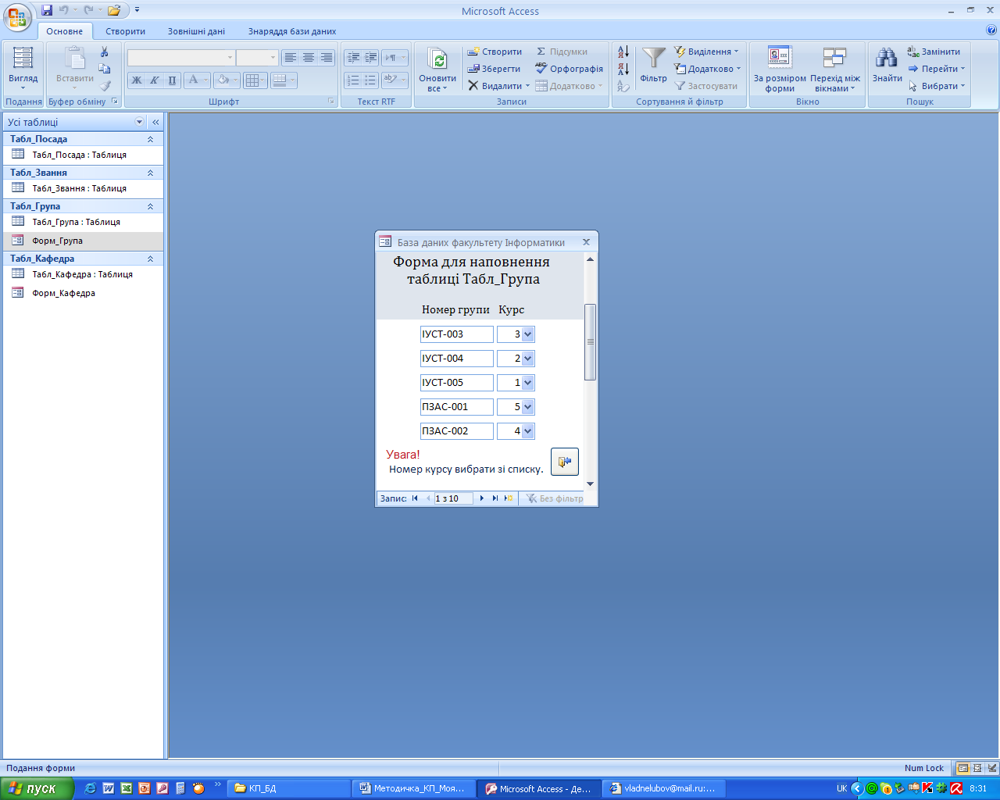 Microsoft Access
Основне Створити Зовнішні дані Знаряддя бази даних
Вигляд
Подання
Вставити
Буфер обміну
Ж К П
Шрифт
Текст RTF
Оновити все
Створити
Зберегти
Видалити
Підсумки
Орфографія
Додатково
Записи
Фільтр
Виділення
Додатково
Застосувати
Сортування й фільтр
За розміром форми
Перехід між вікнами
Вікно
Знайти
Замінити
Перейти
Вибрати
Пошук
Усі таблиці
Табл_Посада
Табл_Посада : Таблиця
Табл_Звання
Табл_Звання : Таблиця
Табл_Група
Табл_Група : Таблиця
Форм_Група
Табл_Кафедра
Табл_Кафедра : Таблиця
Форм_Кафедра
База даних факультету Інформатики
Форма для наповнення
таблиці Табл_Група
Номер групи Курс
ІУСТ-003 3
ІУСТ-004 2
ІУСТ-005 1
ПЗАС-001 5
ПЗАС-002 4
Увага!
Номер курсу вибрати зі списку.
Запис: 1 з 10 Без фільтр
Подання форми Num Lock
пуск КП_БД Методичка_КП_Моя... Microsoft Access - Де... vladnelubov@mail.ru:... UK 8:31